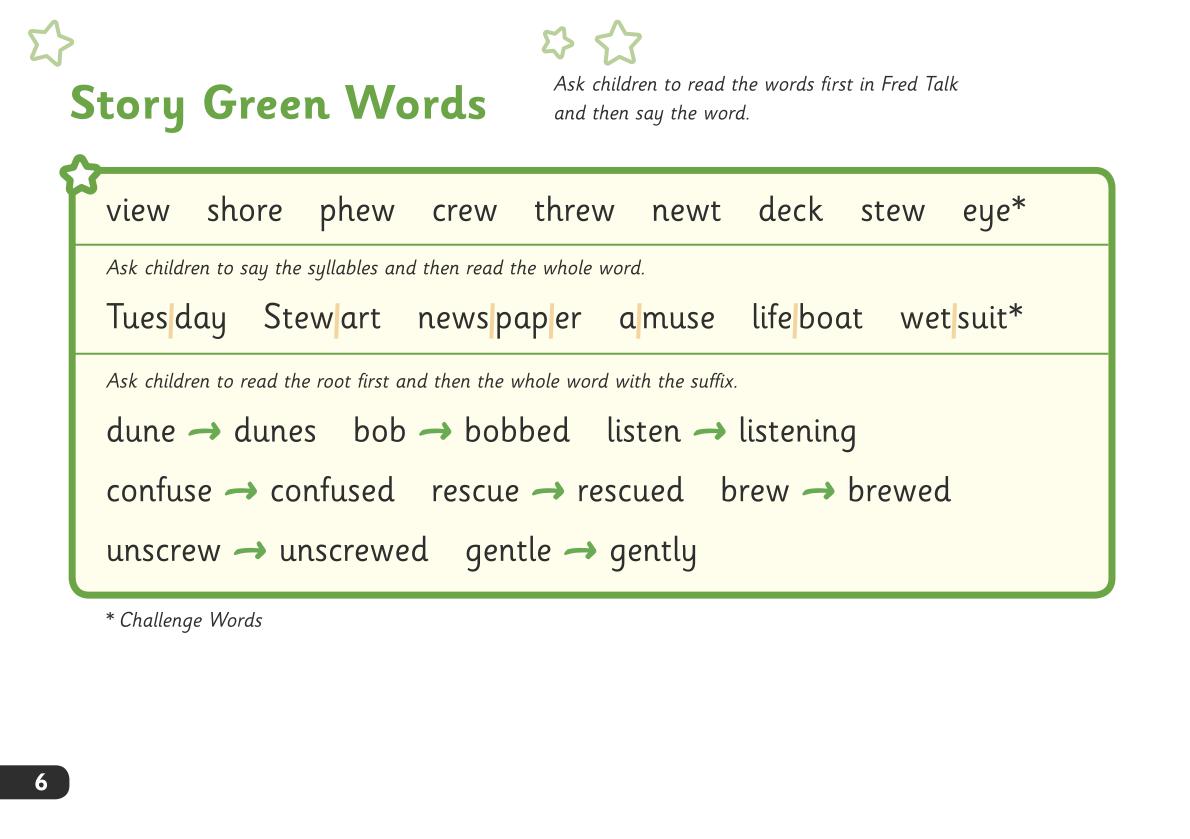 Story Green Words
Ask children to read the words first in Fred Talk
and then say the word.
view shore phew crew threw newt deck stew eye*
Ask children to say the syllables and then read the whole word.
Tues|day Stew|art news|pap|er a|muse life|boat wet|suit*
Ask children to read the root first and then the whole word with the suffix.
dune → dunes bob → bobbed listen → listening
confuse → confused rescue → rescued brew → brewed
unscrew → unscrewed gentle → gently
* Challenge Words
6